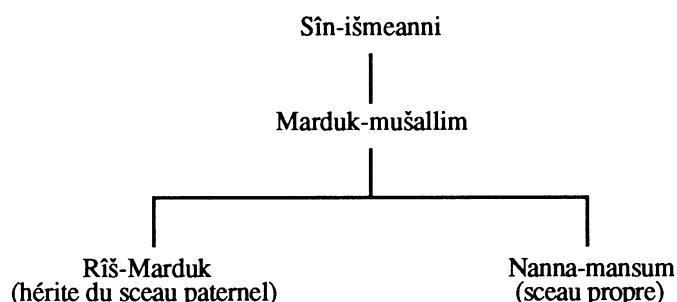 Sîn-išmeanni
Marduk-mušallim
Rîš-Marduk
(hérite du sceau paternel)
Nanna-mansum
(sceau propre)